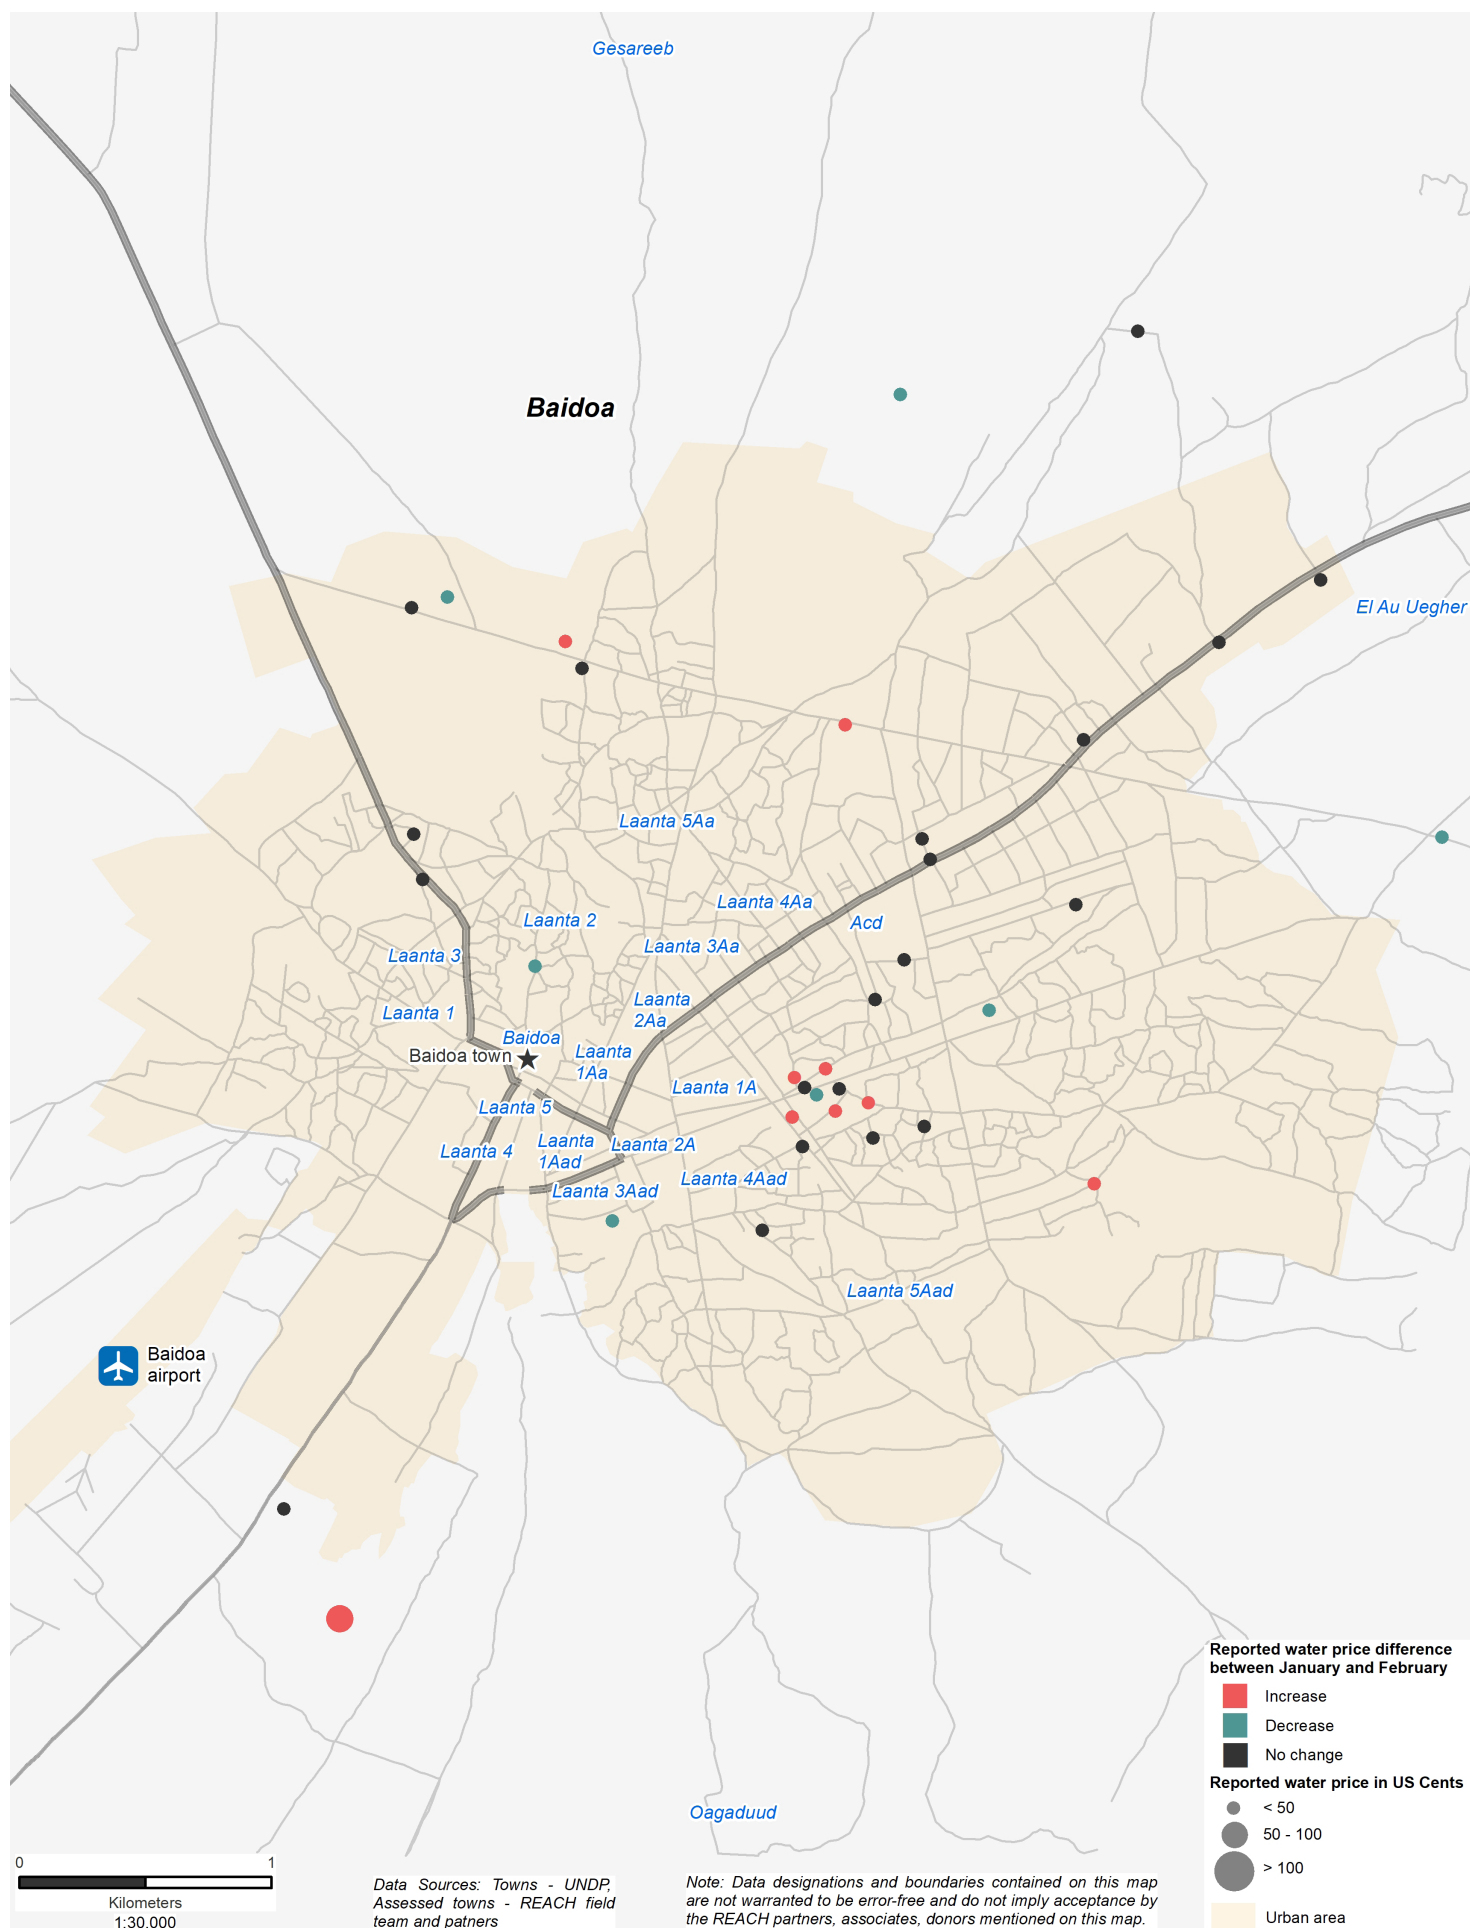 Gesareeb
Baidoa
El Au Uegher
Laanta 5Aa
Laanta 4Aa
Laanta 2
Acd
Laanta 3Aa
Laanta 3
Laanta
2Aa
Laanta 1
Baidoa
Baidoa town
Laanta
1Aa
Laanta 1A
Laanta 5
Laanta 4
Laanta
1Aad
Laanta 2A
Laanta 4Aad
Laanta 3Aad
Laanta 5Aad
Baidoa
airport
Oagaduud
Reported water price difference
between January and February
Increase
Decrease
No change
Reported water price in US Cents
< 50
50 - 100
> 100
Urban area
0 1
Kilometers
1:30,000
Data Sources: Towns - UNDP,
Assessed towns - REACH field
team and patners
Note: Data designations and boundaries contained on this map
are not warranted to be error-free and do not imply acceptance by
the REACH partners, associates, donors mentioned on this map.